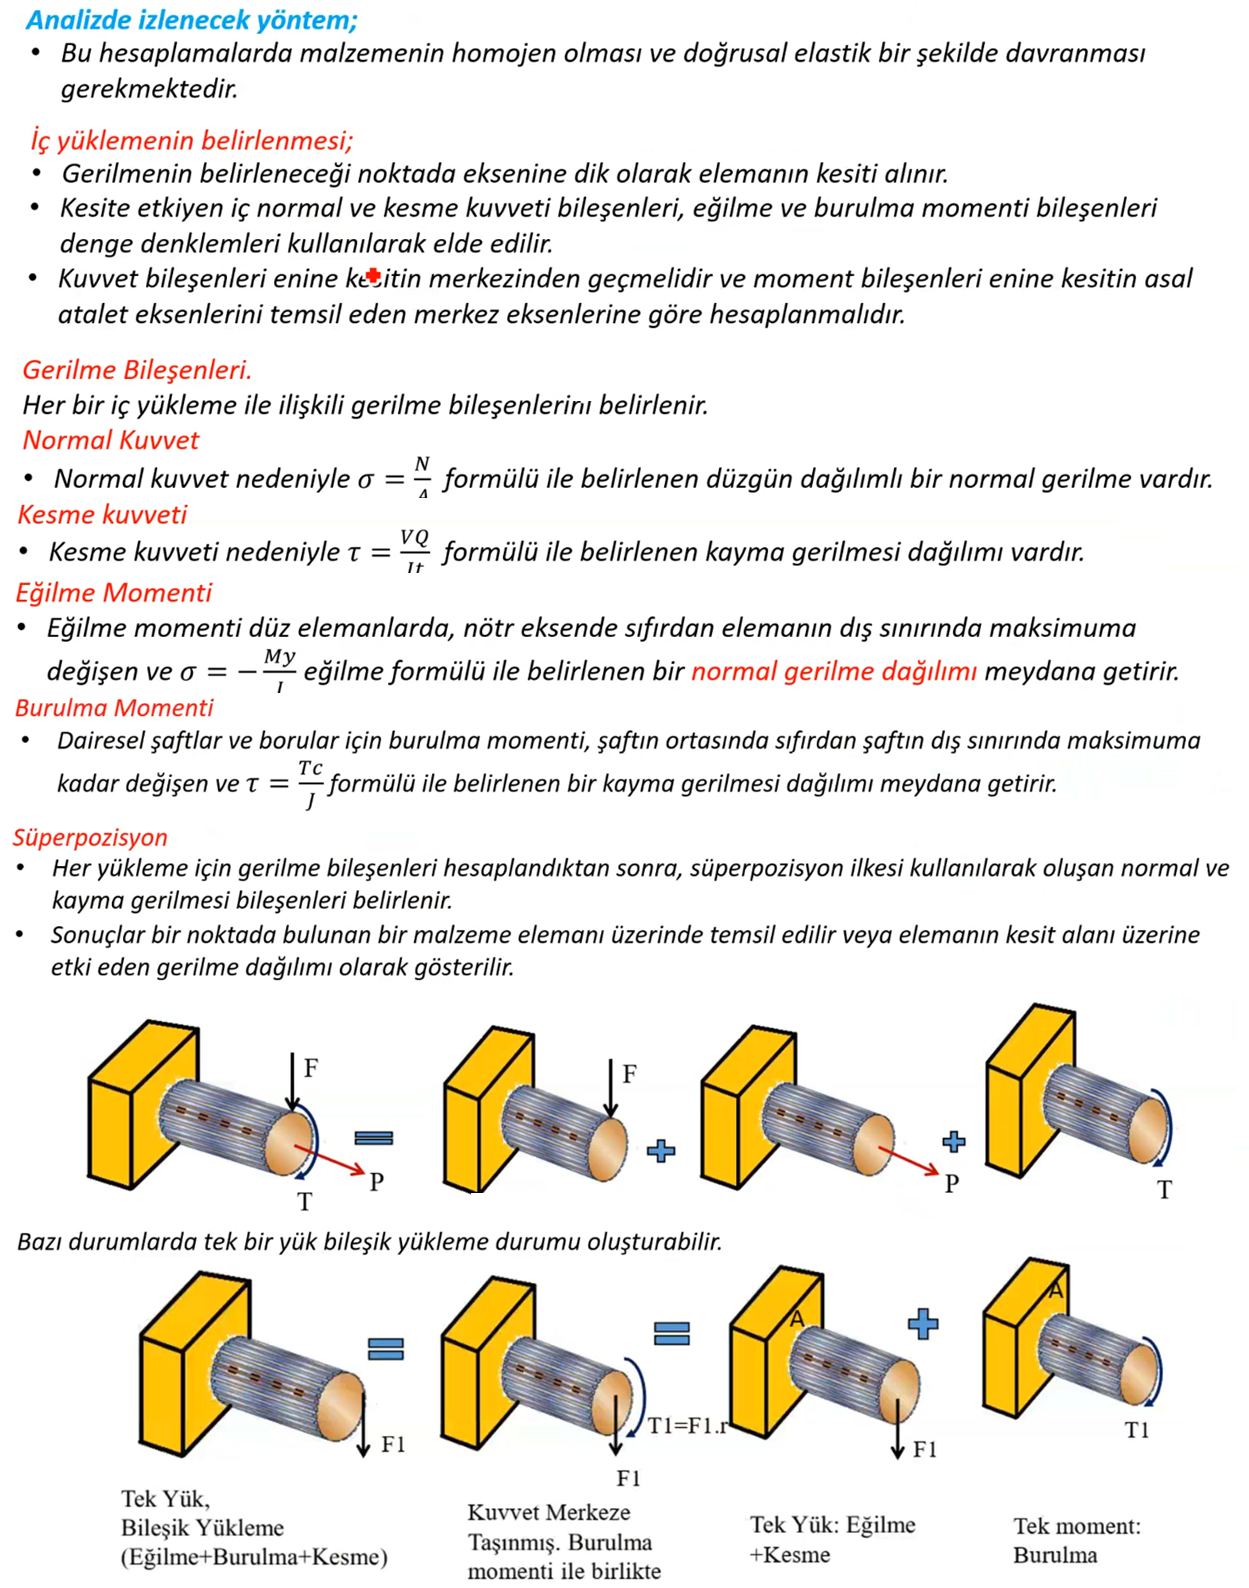 Analizde izlenecek yöntem;
• Bu hesaplamalarda malzemenin homojen olması ve doğrusal elastik bir şekilde davranması
gerekmektedir.
İç yüklemenin belirlenmesi;
• Gerilmenin belirleneceği noktada eksenine dik olarak elemanın kesiti alınır.
• Kesite etkiyen iç normal ve kesme kuvveti bileşenleri, eğilme ve burulma momenti bileşenleri
denge denklemleri kullanılarak elde edilir.
• Kuvvet bileşenleri enine kesitin merkezinden geçmelidir ve moment bileşenleri enine kesitin asal
atalet eksenlerini temsil eden merkez eksenlerine göre hesaplanmalıdır.
Gerilme Bileşenleri.
Her bir iç yükleme ile ilişkili gerilme bileşenlerini belirlenir.
Normal Kuvvet
• Normal kuvvet nedeniyle σ = N/A formülü ile belirlenen düzgün dağılımlı bir normal gerilme vardır.
Kesme kuvveti
• Kesme kuvveti nedeniyle τ = VQ/It formülü ile belirlenen kayma gerilmesi dağılımı vardır.
Eğilme Momenti
• Eğilme momenti düz elemanlarda, nötr eksende sıfırdan elemanın dış sınırında maksimuma
değişen ve σ = −My/I eğilme formülü ile belirlenen bir normal gerilme dağılımı meydana getirir.
Burulma Momenti
• Dairesel şaftlar ve borular için burulma momenti, şaftın ortasında sıfırdan şaftın dış sınırında maksimuma
kadar değişen ve τ = Tc/J formülü ile belirlenen bir kayma gerilmesi dağılımı meydana getirir.
Süperpozisyon
• Her yükleme için gerilme bileşenleri hesaplandıktan sonra, süperpozisyon ilkesi kullanılarak oluşan normal ve
kayma gerilmesi bileşenleri belirlenir.
• Sonuçlar bir noktada bulunan bir malzeme elemanı üzerinde temsil edilir veya elemanın kesit alanı üzerine
etki eden gerilme dağılımı olarak gösterilir.
F
P
T
=
F
+
P
+
T
Bazı durumlarda tek bir yük bileşik yükleme durumu oluşturabilir.
F1
=
T1=F1.r
F1
=
A
F1
+
A
T1
Tek Yük,
Bileşik Yükleme
(Eğilme+Burulma+Kesme)
Kuvvet Merkeze
Taşınmış. Burulma
momenti ile birlikte
Tek Yük: Eğilme
+Kesme
Tek moment:
Burulma